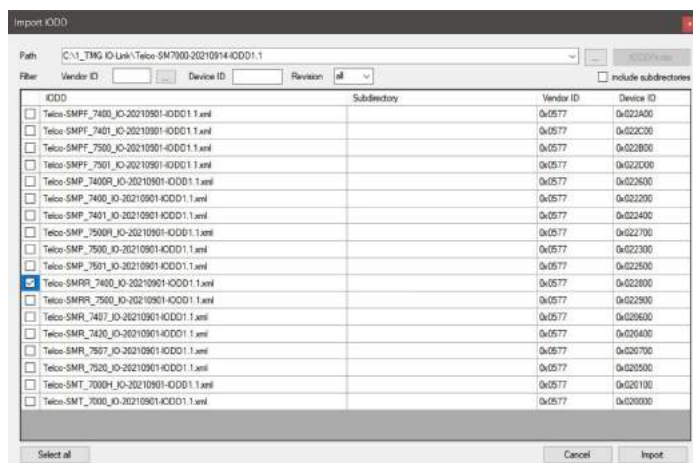 Import IODD
Path C:\1_TMG IO-Link\Telco-SM7000-20210914-IODD1.1 ... IODDFinder
Filter Vendor ID ... Device ID Revision all include subdirectories
IODD Subdirectory Vendor ID Device ID
Telco-SMPF_7400_IO-20210901-IODD1.1.xml 0x0577 0x022A00
Telco-SMPF_7401_IO-20210901-IODD1.1.xml 0x0577 0x022C00
Telco-SMPF_7500_IO-20210901-IODD1.1.xml 0x0577 0x022B00
Telco-SMPF_7501_IO-20210901-IODD1.1.xml 0x0577 0x022D00
Telco-SMP_7400R_IO-20210901-IODD1.1.xml 0x0577 0x022600
Telco-SMP_7400_IO-20210901-IODD1.1.xml 0x0577 0x022200
Telco-SMP_7401_IO-20210901-IODD1.1.xml 0x0577 0x022400
Telco-SMP_7500R_IO-20210901-IODD1.1.xml 0x0577 0x022700
Telco-SMP_7500_IO-20210901-IODD1.1.xml 0x0577 0x022300
Telco-SMP_7501_IO-20210901-IODD1.1.xml 0x0577 0x022500
Telco-SMRR_7400_IO-20210901-IODD1.1.xml 0x0577 0x022800
Telco-SMRR_7500_IO-20210901-IODD1.1.xml 0x0577 0x022900
Telco-SMR_7407_IO-20210901-IODD1.1.xml 0x0577 0x020600
Telco-SMR_7420_IO-20210901-IODD1.1.xml 0x0577 0x020400
Telco-SMR_7507_IO-20210901-IODD1.1.xml 0x0577 0x020700
Telco-SMR_7520_IO-20210901-IODD1.1.xml 0x0577 0x020500
Telco-SMT_7000H_IO-20210901-IODD1.1.xml 0x0577 0x020100
Telco-SMT_7000_IO-20210901-IODD1.1.xml 0x0577 0x020000
Select all Cancel Import